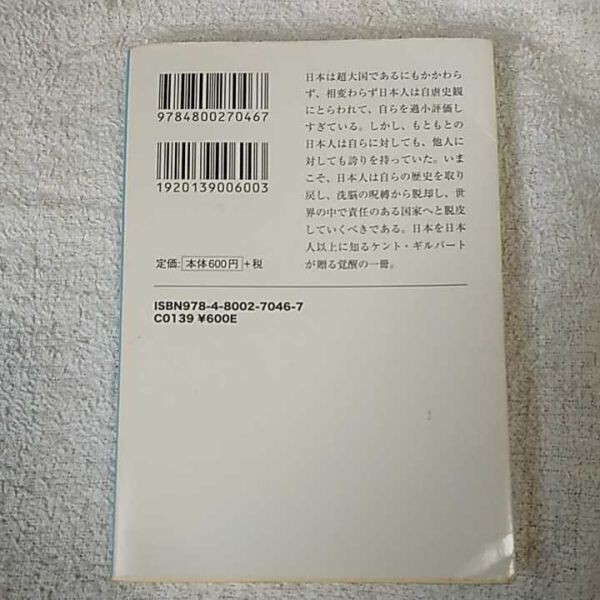 9784800270467
1920139006003
定価: 本体600円 +税
ISBN978-4-8002-7046-7
C0139 ¥600E
日本は超大国であるにもかかわら
ず、相変わらず日本人は自虐史観
にとらわれて、自らを過小評価し
すぎている。しかし、もともとの
日本人は自らに対しても、他人に
対しても誇りを持っていた。いま
こそ、日本人は自らの歴史を取り
戻し、洗脳の呪縛から脱却し、世
界の中で責任のある国家へと脱皮
していくべきである。日本を日本
人以上に知るケント・ギルバート
が贈る覚醒の一冊。